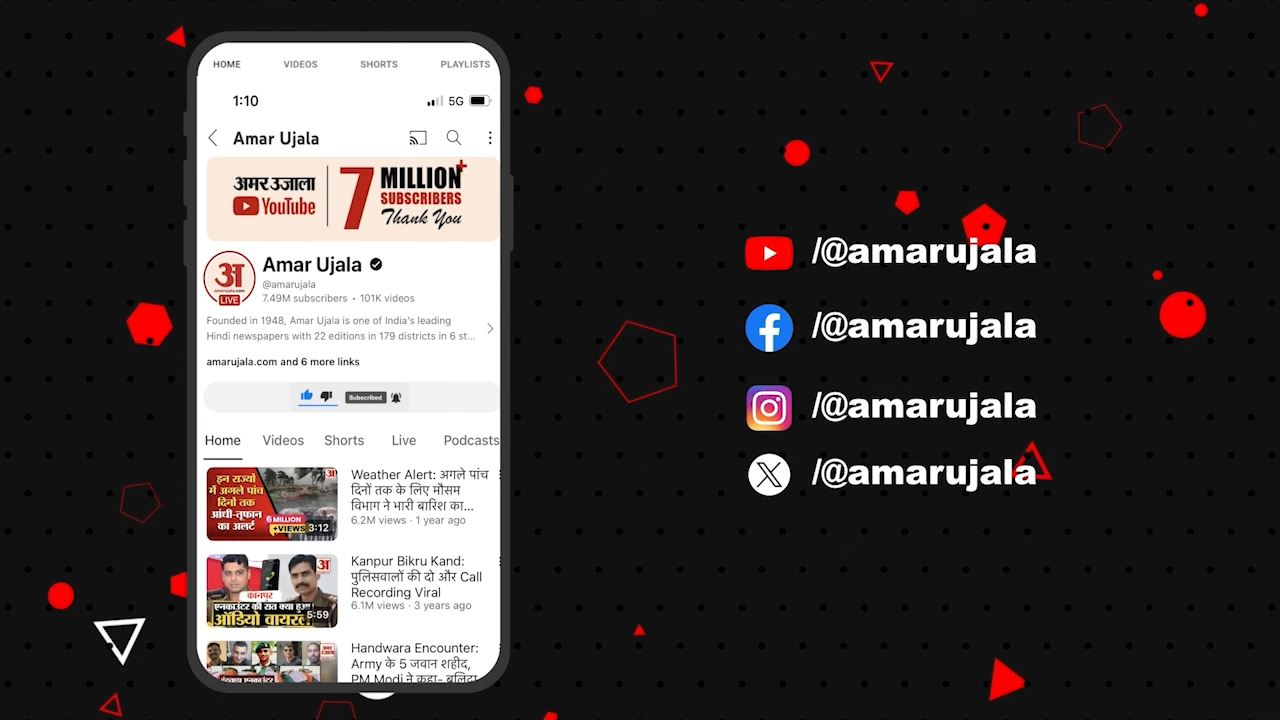 HOME VIDEOS SHORTS PLAYLISTS
1:10 5G
Amar Ujala
अमर उजाला
YouTube
7 MILLION+
SUBSCRIBERS
Thank You
Amar Ujala
@amarujala
7.49M subscribers • 101K videos
अ
amarujala.com
LIVE
Founded in 1948, Amar Ujala is one of India's leading
Hindi newspapers with 22 editions in 179 districts in 6 st...
amarujala.com and 6 more links
Subscribed
Home Videos Shorts Live Podcasts
इन राज्यों
में अगले पांच
दिनों तक
आंधी-तूफान
का अलर्ट
अ
6 MILLION
+VIEWS
3:12
Weather Alert: अगले पांच
दिनों तक के लिए मौसम
विभाग ने भारी बारिश का...
6.2M views · 1 year ago
अ
कानपुर
एनकाउंटर की रात क्या हुआ
ऑडियो वायरल
5:59
Kanpur Bikru Kand:
पुलिसवालों की दो और Call
Recording Viral
6.1M views · 3 years ago
Handwara Encounter:
Army के 5 जवान शहीद,
PM Modi ने कहा-
/@amarujala
/@amarujala
/@amarujala
/@amarujala